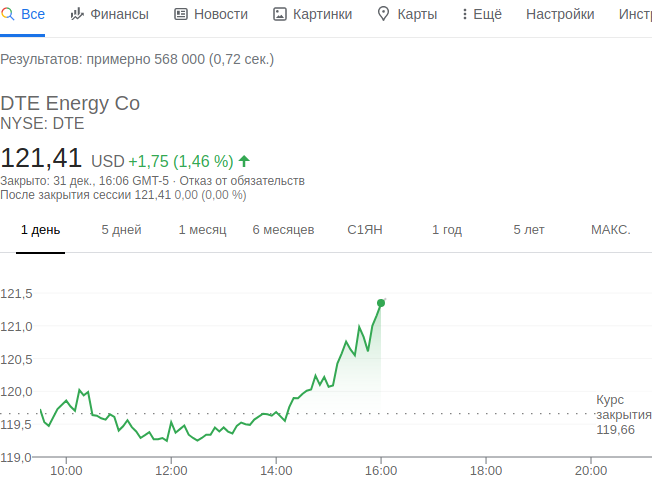 Все Финансы Новости Картинки Карты Ещё Настройки Инст
Результатов: примерно 568 000 (0,72 сек.)
DTE Energy Co
NYSE: DTE
121,41 USD +1,75 (1,46 %)
Закрыто: 31 дек., 16:06 GMT-5 · Отказ от обязательств
После закрытия сессии 121,41 0,00 (0,00 %)
1 день 5 дней 1 месяц 6 месяцев С1ЯН 1 год 5 лет МАКС.
121,5
121,0
120,5
120,0
Курс
закрытия
119,5
119,66
119,0
10:00 12:00 14:00 16:00 18:00 20:00